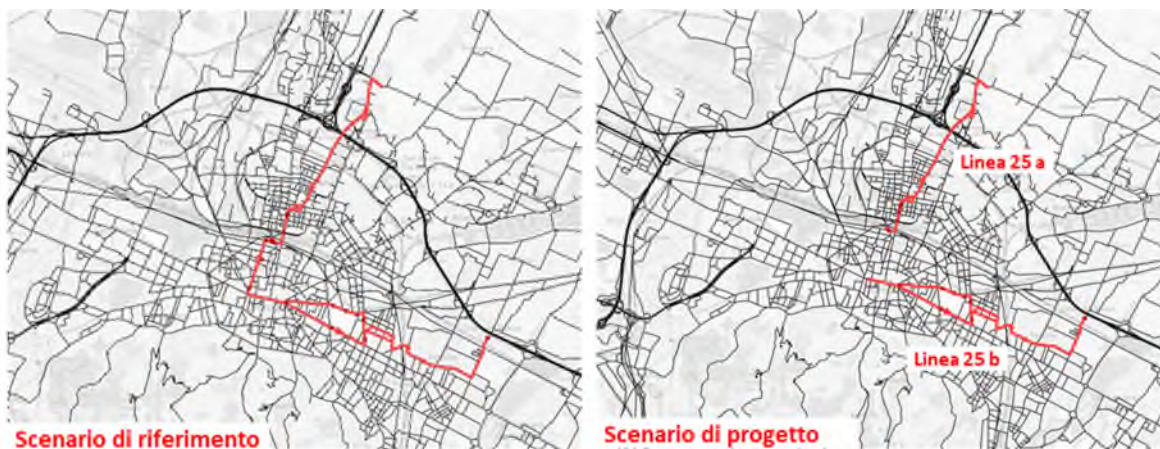 Linea 25 a
Linea 25 b
Scenario di riferimento
Scenario di progetto